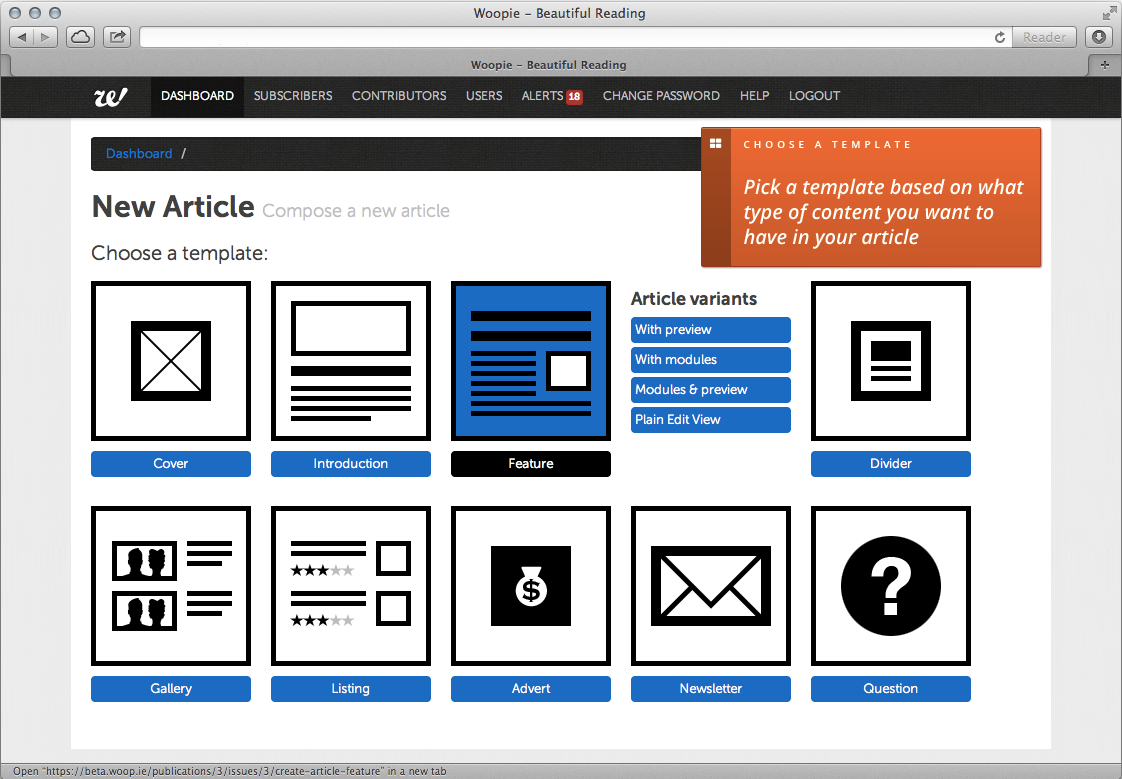 Woopie – Beautiful Reading
Reader
Woopie – Beautiful Reading
we!
DASHBOARD SUBSCRIBERS CONTRIBUTORS USERS ALERTS 18 CHANGE PASSWORD HELP LOGOUT
Dashboard /
CHOOSE A TEMPLATE
Pick a template based on what
type of content you want to
have in your article
New Article Compose a new article
Choose a template:
Article variants
With preview
With modules
Modules & preview
Plain Edit View
Cover Introduction Feature Divider
$ ?
Gallery Listing Advert Newsletter Question
Open "https://beta.woop.ie/publications/3/issues/3/create-article-feature" in a new tab